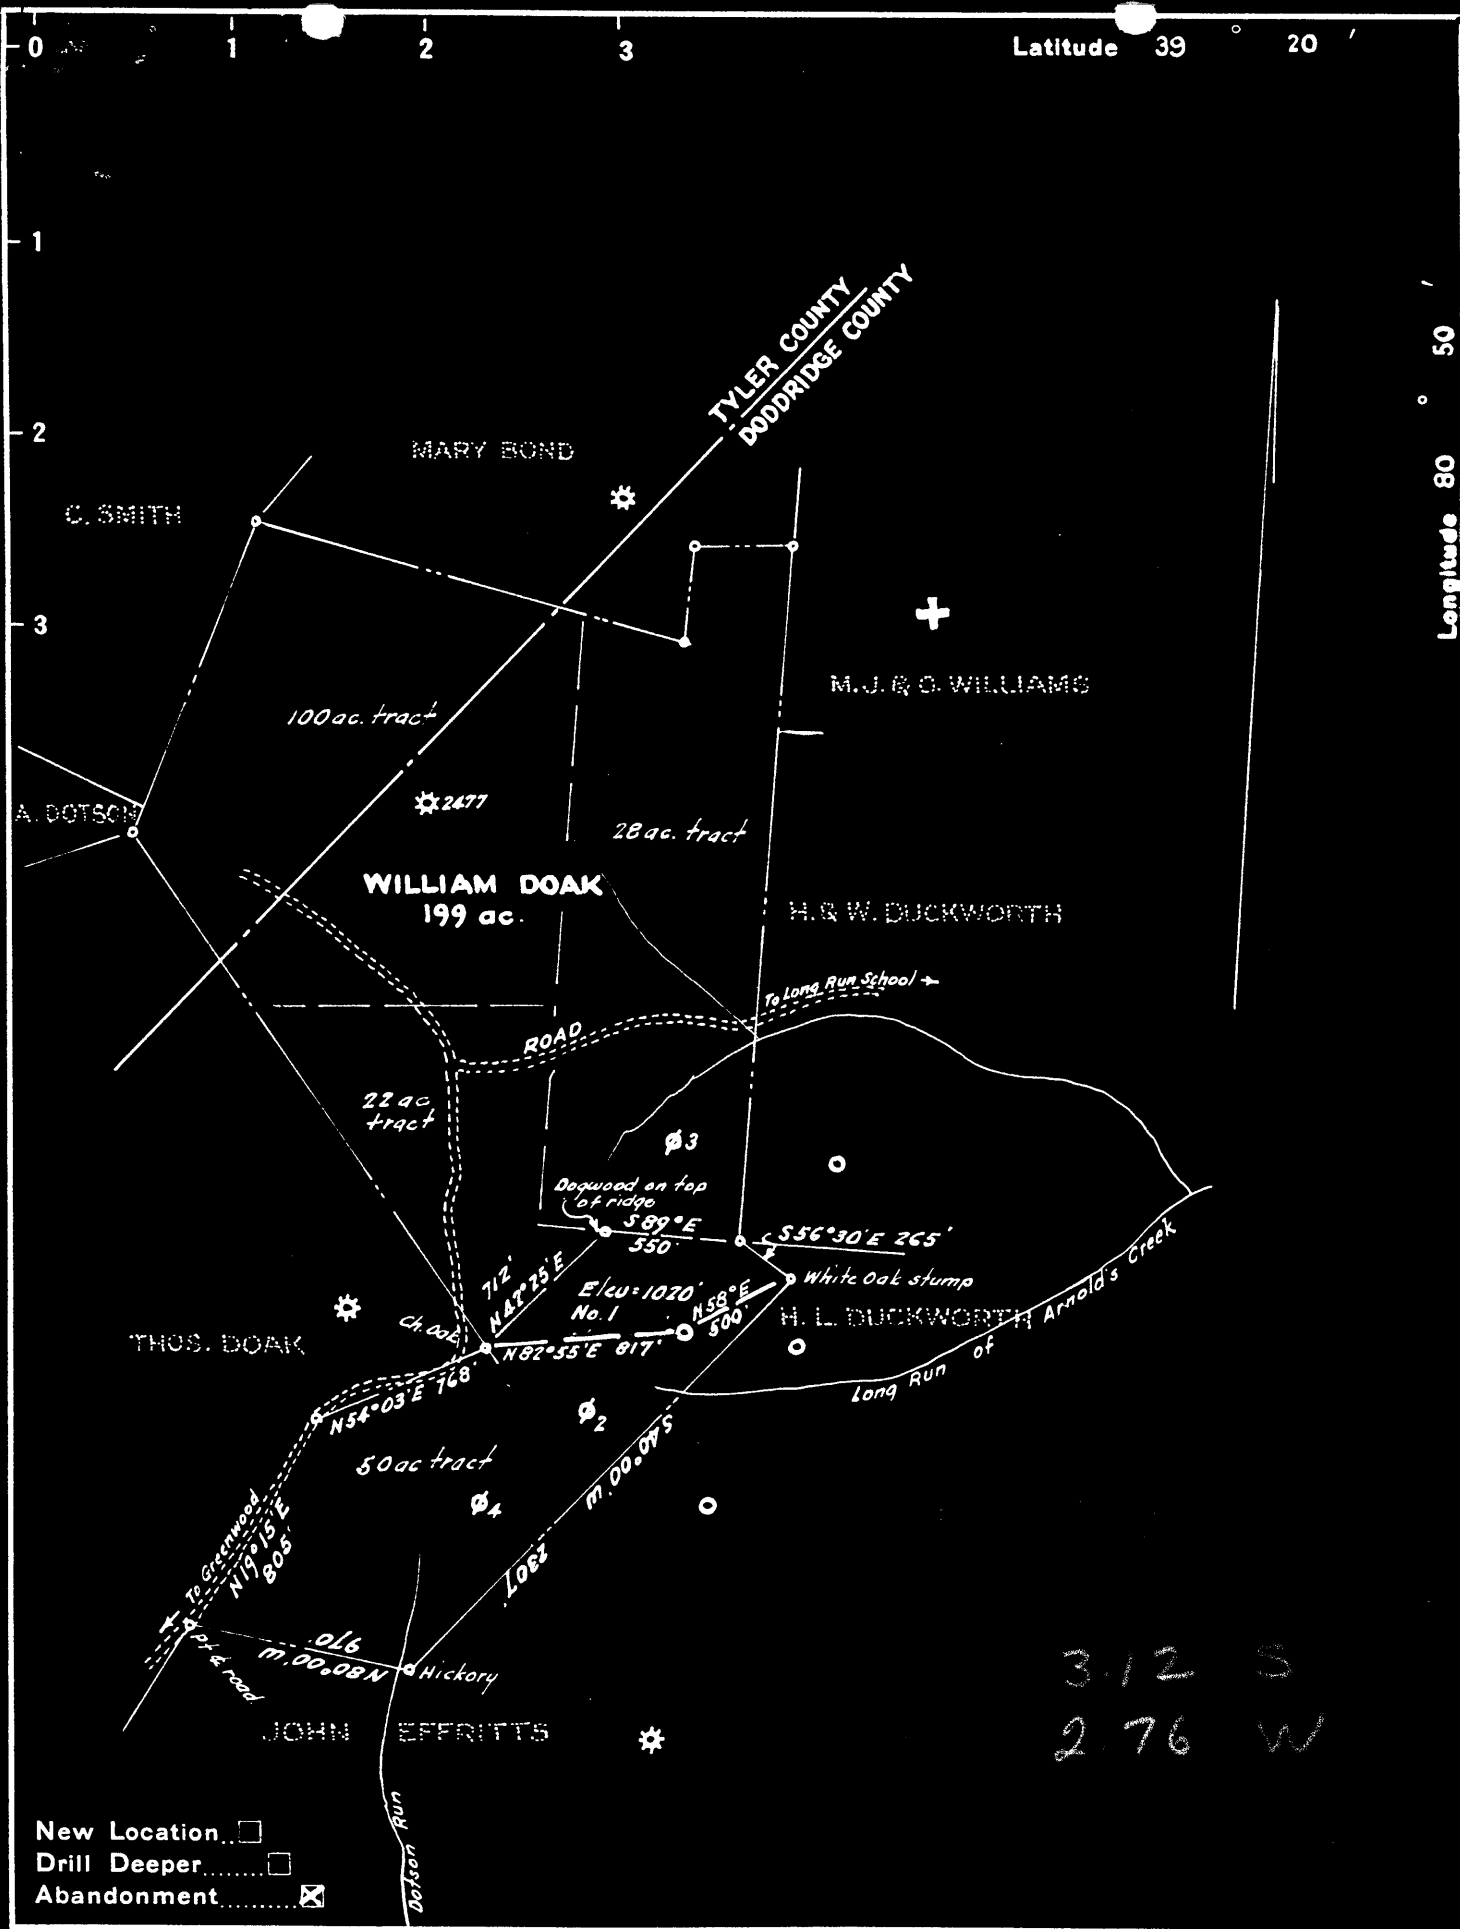 0 1 2 3 Latitude 39 ° 20 ′
1
2
3
Longitude 80 ° 50 ′
TYLER COUNTY
DODDRIDGE COUNTY
MARY BOND
C. SMITH
M.J. & O. WILLIAMS
100 ac. tract
2477
A. DOTSON
28 ac. tract
WILLIAM DOAK
199 ac.
H. & W. DUCKWORTH
To Long Run School
ROAD
22 ac
tract
3
Dogwood on top
of ridge
S89°E
550'
S56°30'E 265'
White Oak stump
712'
N42°25'E
Elev=1020'
No.1
N58°E
500'
H. L. DUCKWORTH
Long Run of Arnold's Creek
THOS. DOAK
Ch. Oak
N82°55'E 817'
N54°03'E 768'
2
50 ac tract
4
S40°00'W
2307'
To Greenwood
N19°15'E
805'
970'
N80°00'W
Hickory
Pt ¢ road
JOHN EFFRITTS
Dotson Run
3.12 S
2.76 W
New Location..
Drill Deeper.......
Abandonment..........